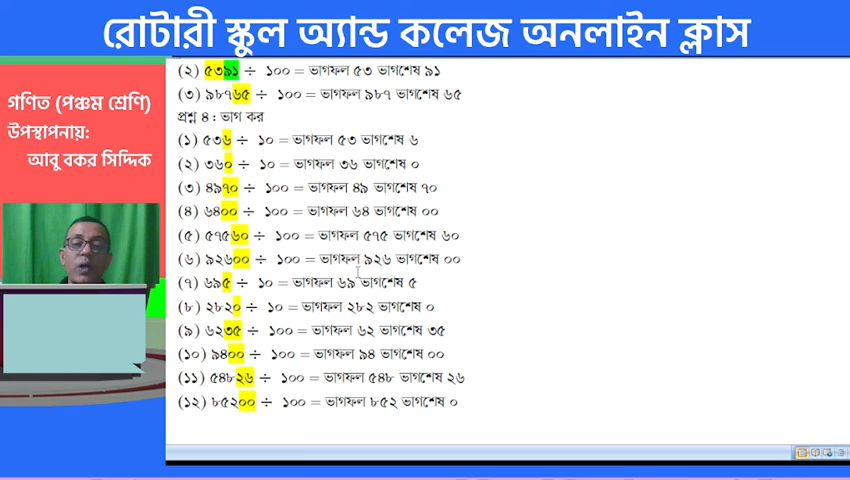 রোটারী স্কুল অ্যান্ড কলেজ অনলাইন ক্লাস
গণিত (পঞ্চম শ্রেণি)
উপস্থাপনায়:
আবু বকর সিদ্দিক
(২) ৫৩৯১ ÷ ১০০ = ভাগফল ৫৩ ভাগশেষ ৯১
(৩) ৯৮৭৬৫ ÷ ১০০ = ভাগফল ৯৮৭ ভাগশেষ ৬৫
প্রশ্ন ৪ : ভাগ কর
(১) ৫৩৬ ÷ ১০ = ভাগফল ৫৩ ভাগশেষ ৬
(২) ৩৬০ ÷ ১০ = ভাগফল ৩৬ ভাগশেষ ০
(৩) ৪৯৭০ ÷ ১০০ = ভাগফল ৪৯ ভাগশেষ ৭০
(৪) ৬৪০০ ÷ ১০০ = ভাগফল ৬৪ ভাগশেষ ০০
(৫) ৫৭৫৬০ ÷ ১০০ = ভাগফল ৫৭৫ ভাগশেষ ৬০
(৬) ৯২৬০০ ÷ ১০০ = ভাগফল ৯২৬ ভাগশেষ ০০
(৭) ৬৯৫ ÷ ১০ = ভাগফল ৬৯ ভাগশেষ ৫
(৮) ২৮২০ ÷ ১০ = ভাগফল ২৮২ ভাগশেষ ০
(৯) ৬২৩৫ ÷ ১০০ = ভাগফল ৬২ ভাগশেষ ৩৫
(১০) ৯৪০০ ÷ ১০০ = ভাগফল ৯৪ ভাগশেষ ০০
(১১) ৫৪৮২৬ ÷ ১০০ = ভাগফল ৫৪৮ ভাগশেষ ২৬
(১২) ৮৫২০০ ÷ ১০০ = ভাগফল ৮৫২ ভাগশেষ ০